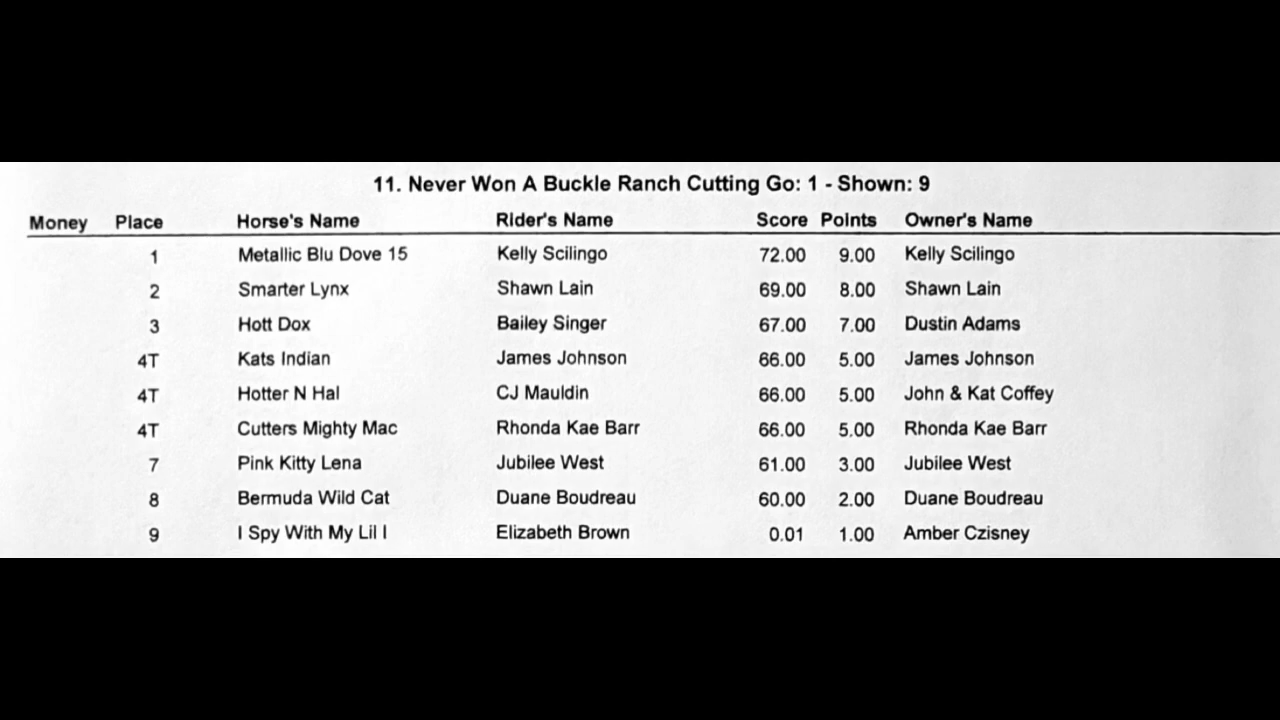 11. Never Won A Buckle Ranch Cutting Go: 1 - Shown: 9
Money Place Horse's Name Rider's Name Score Points Owner's Name
1 Metallic Blu Dove 15 Kelly Scilingo 72.00 9.00 Kelly Scilingo
2 Smarter Lynx Shawn Lain 69.00 8.00 Shawn Lain
3 Hott Dox Bailey Singer 67.00 7.00 Dustin Adams
4T Kats Indian James Johnson 66.00 5.00 James Johnson
4T Hotter N Hal CJ Mauldin 66.00 5.00 John & Kat Coffey
4T Cutters Mighty Mac Rhonda Kae Barr 66.00 5.00 Rhonda Kae Barr
7 Pink Kitty Lena Jubilee West 61.00 3.00 Jubilee West
8 Bermuda Wild Cat Duane Boudreau 60.00 2.00 Duane Boudreau
9 I Spy With My Lil I Elizabeth Brown 0.01 1.00 Amber Czisney